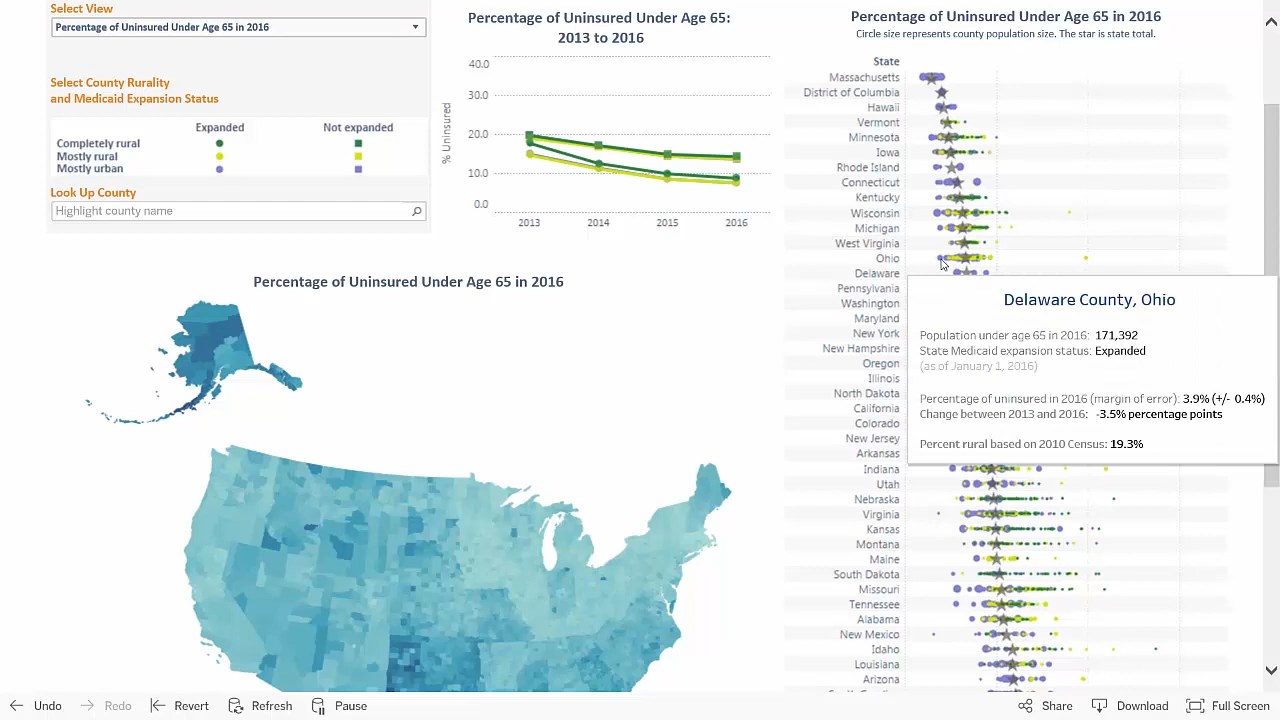 Select View
Percentage of Uninsured Under Age 65 in 2016
Select County Rurality
and Medicaid Expansion Status
Expanded Not expanded
Completely rural
Mostly rural
Mostly urban
Look Up County
Highlight county name
Percentage of Uninsured Under Age 65:
2013 to 2016
% Uninsured
40.0
30.0
20.0
10.0
0.0
2013 2014 2015 2016
Percentage of Uninsured Under Age 65 in 2016
Percentage of Uninsured Under Age 65 in 2016
Circle size represents county population size. The star is state total.
State
Massachusetts
District of Columbia
Hawaii
Vermont
Minnesota
Iowa
Rhode Island
Connecticut
Kentucky
Wisconsin
Michigan
West Virginia
Ohio
Delaware
Pennsylvania
Washington
Maryland
New York
New Hampshire
Oregon
Illinois
North Dakota
California
Colorado
New Jersey
Arkansas
Indiana
Utah
Nebraska
Virginia
Kansas
Montana
Maine
South Dakota
Missouri
Tennessee
Alabama
New Mexico
Idaho
Louisiana
Arizona
Delaware County, Ohio
Population under age 65 in 2016: 171,392
State Medicaid expansion status: Expanded
(as of January 1, 2016)
Percentage of uninsured in 2016 (margin of error): 3.9% (+/- 0.4%)
Change between 2013 and 2016: -3.5% percentage points
Percent rural based on 2010 Census: 19.3%
Undo Redo Revert Refresh Pause Share Download Full Screen